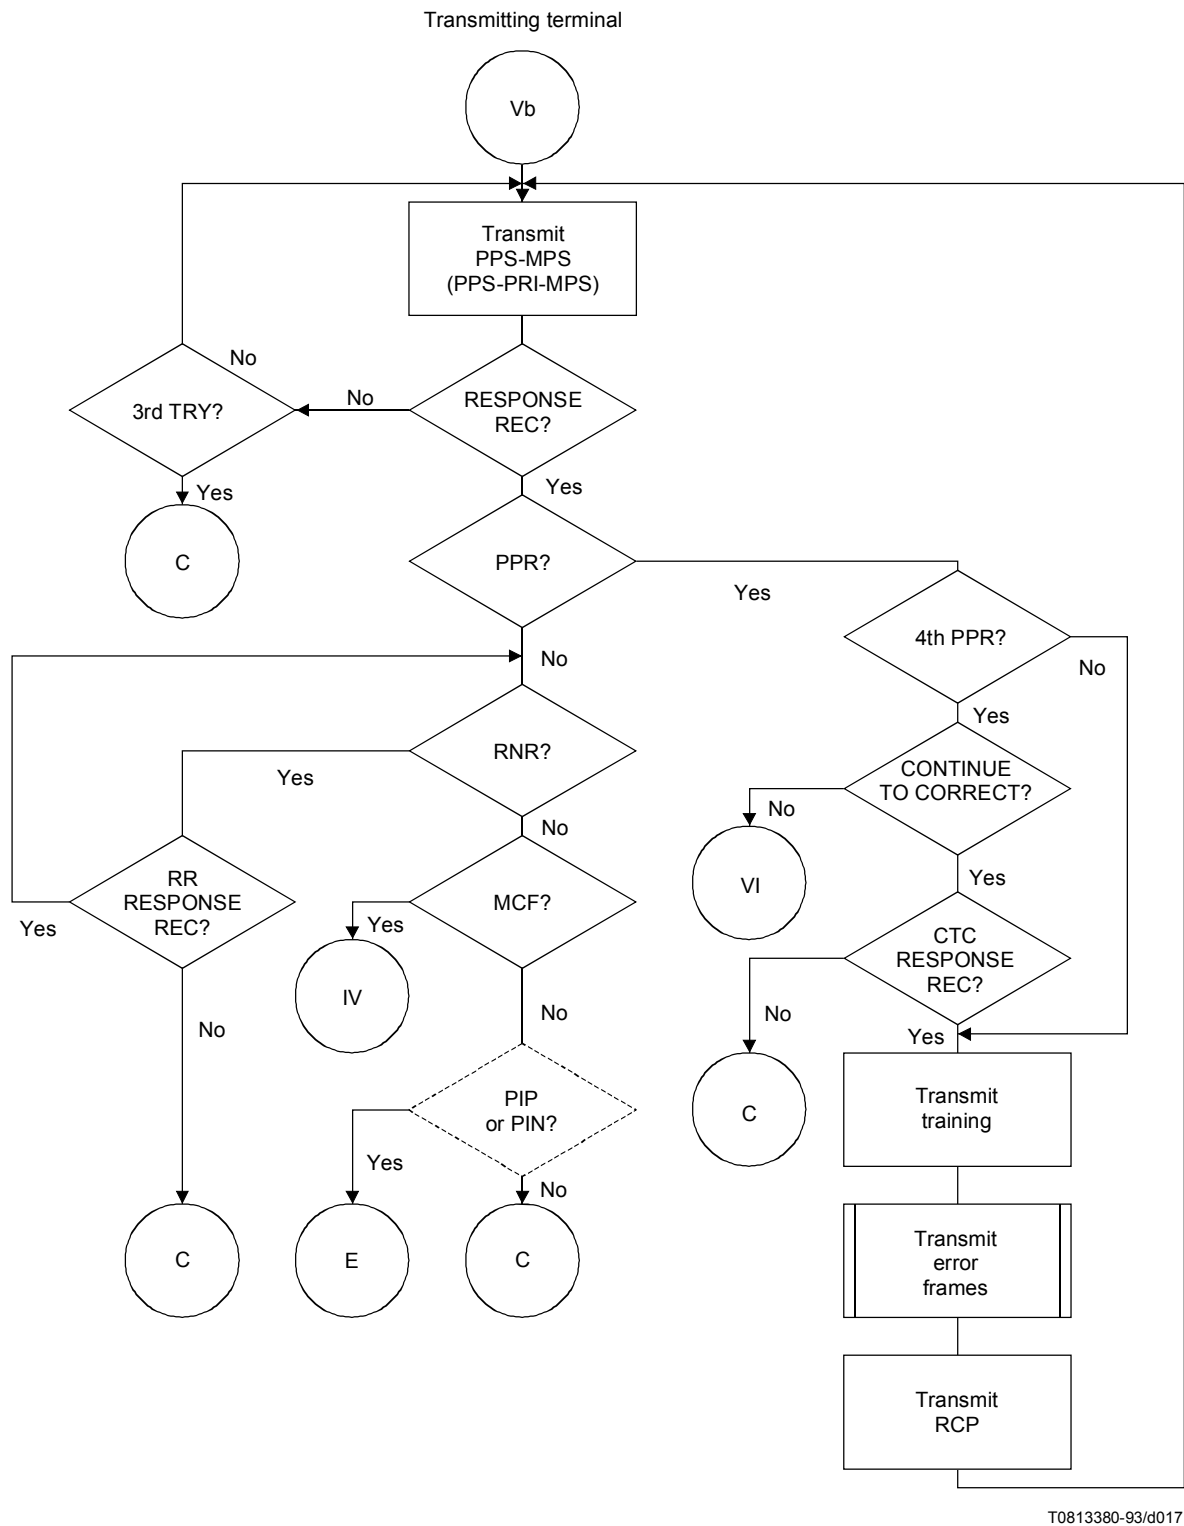 Transmitting terminal
Vb
Transmit
PPS-MPS
(PPS-PRI-MPS)
No
3rd TRY?
No
RESPONSE
REC?
Yes
Yes
C
PPR?
Yes
4th PPR?
No
No
Yes
RNR?
Yes
CONTINUE
TO CORRECT?
No
No
VI
Yes
RR
RESPONSE
REC?
Yes
MCF?
Yes
IV
CTC
RESPONSE
REC?
No
No
No
Yes
C
Transmit
training
PIP
or PIN?
Yes
No
C
E
C
Transmit
error
frames
Transmit
RCP
T0813380-93/d017